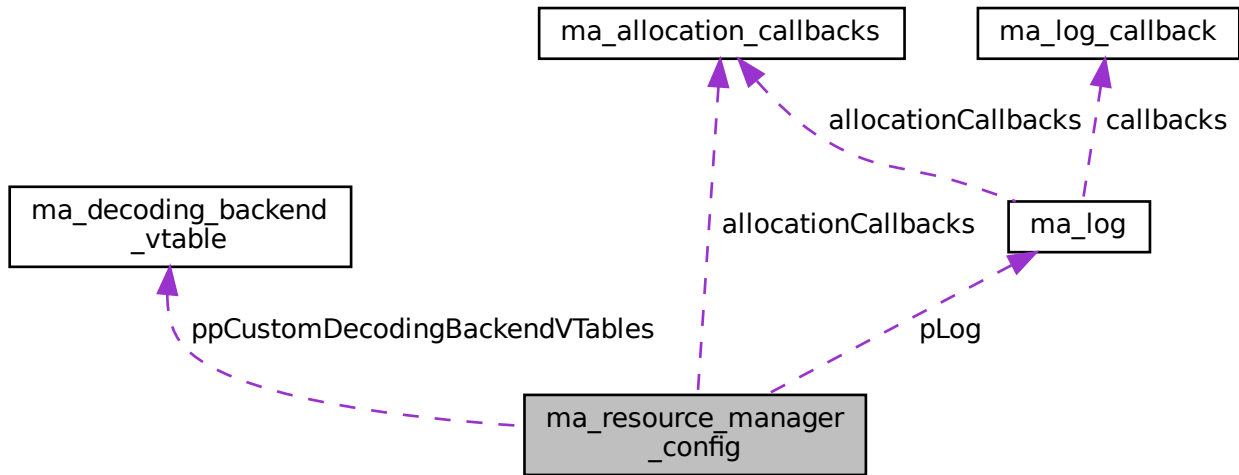 ma_allocation_callbacks
ma_log_callback
allocationCallbacks
callbacks
ma_decoding_backend
_vtable
allocationCallbacks
ma_log
ppCustomDecodingBackendVTables
pLog
ma_resource_manager
_config